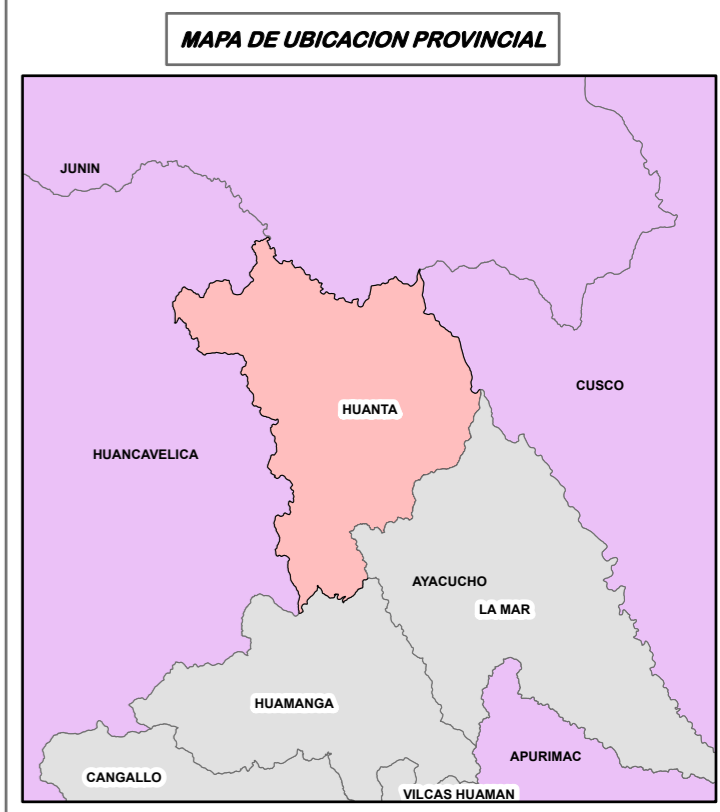 MAPA DE UBICACION PROVINCIAL
JUNIN
CUSCO
HUANTA
HUANCAVELICA
AYACUCHO
LA MAR
HUAMANGA
APURIMAC
CANGALLO
VILCAS HUAMAN